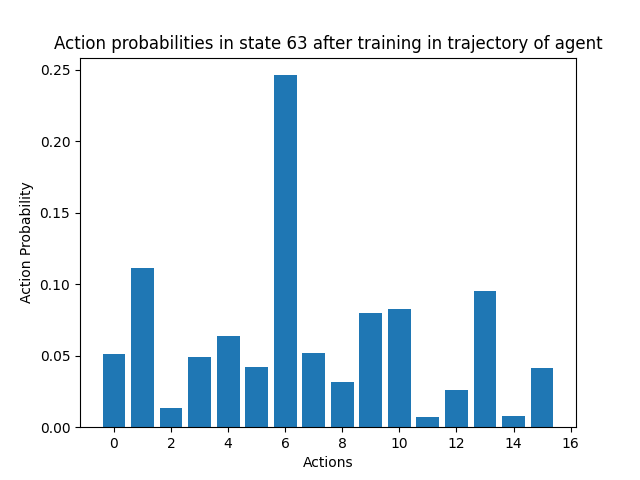 Action probabilities in state 63 after training in trajectory of agent
0.25
0.20
0.15
0.10
0.05
0.00
Action Probability
0 2 4 6 8 10 12 14 16
Actions